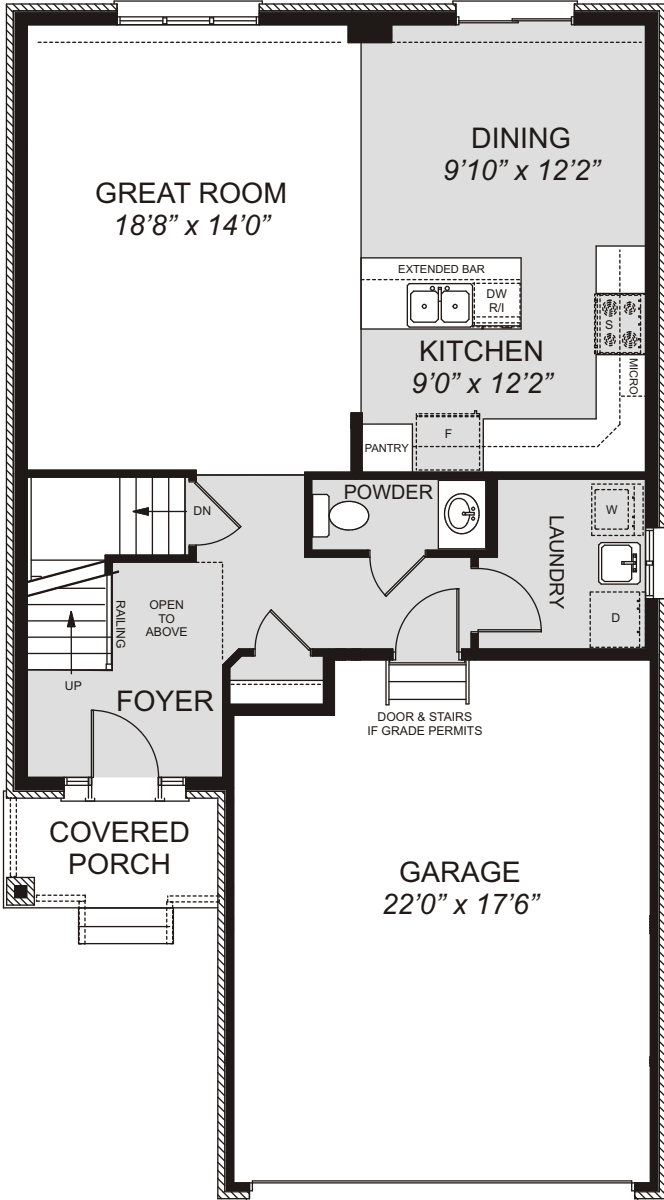 DINING
9'10” x 12'2”
GREAT ROOM
18'8” x 14'0”
EXTENDED BAR
DW
R/I
S
KITCHEN
9'0” x 12'2”
MICRO
F
PANTRY
POWDER
DN
W
LAUNDRY
D
RAILING
OPEN
TO
ABOVE
UP
FOYER
DOOR & STAIRS
IF GRADE PERMITS
COVERED
PORCH
GARAGE
22'0” x 17'6”